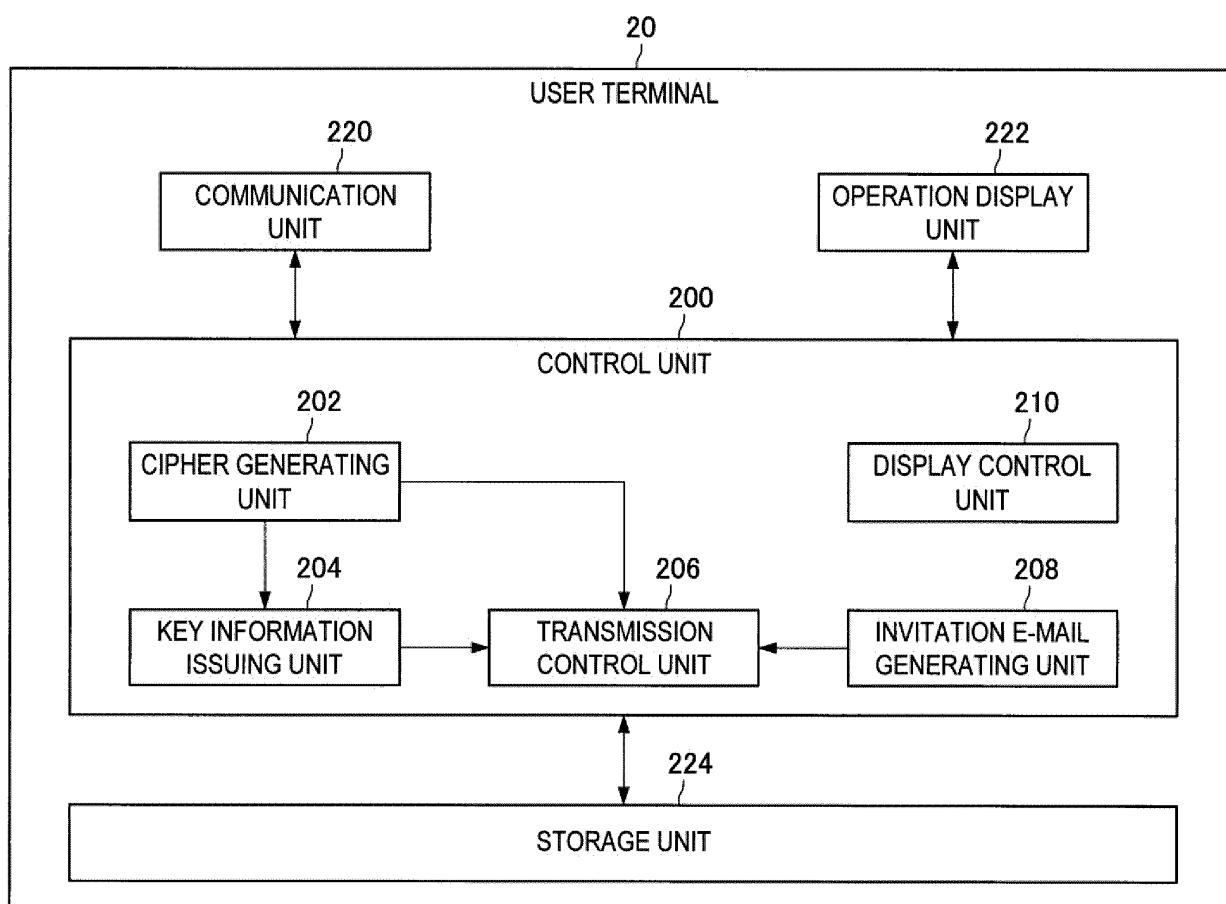 20
USER TERMINAL
220
COMMUNICATION
UNIT
222
OPERATION DISPLAY
UNIT
200
CONTROL UNIT
202
CIPHER GENERATING
UNIT
210
DISPLAY CONTROL
UNIT
204
KEY INFORMATION
ISSUING UNIT
206
TRANSMISSION
CONTROL UNIT
208
INVITATION E-MAIL
GENERATING UNIT
224
STORAGE UNIT